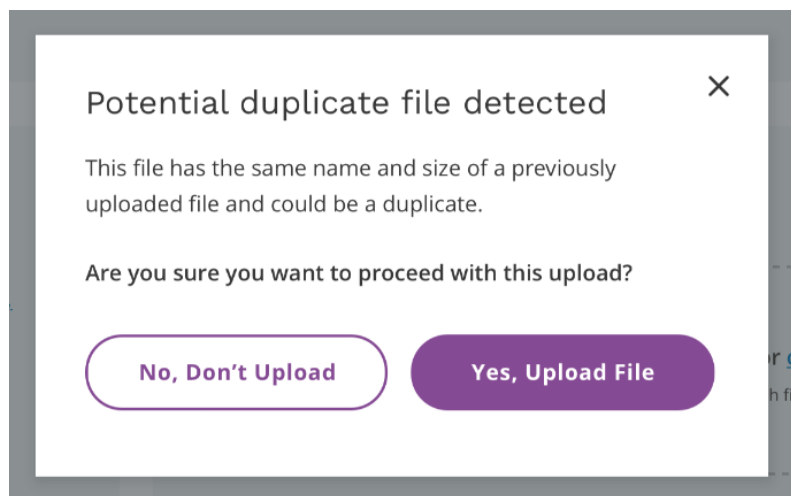 Potential duplicate file detected
This file has the same name and size of a previously
uploaded file and could be a duplicate.
Are you sure you want to proceed with this upload?
No, Don’t Upload
Yes, Upload File